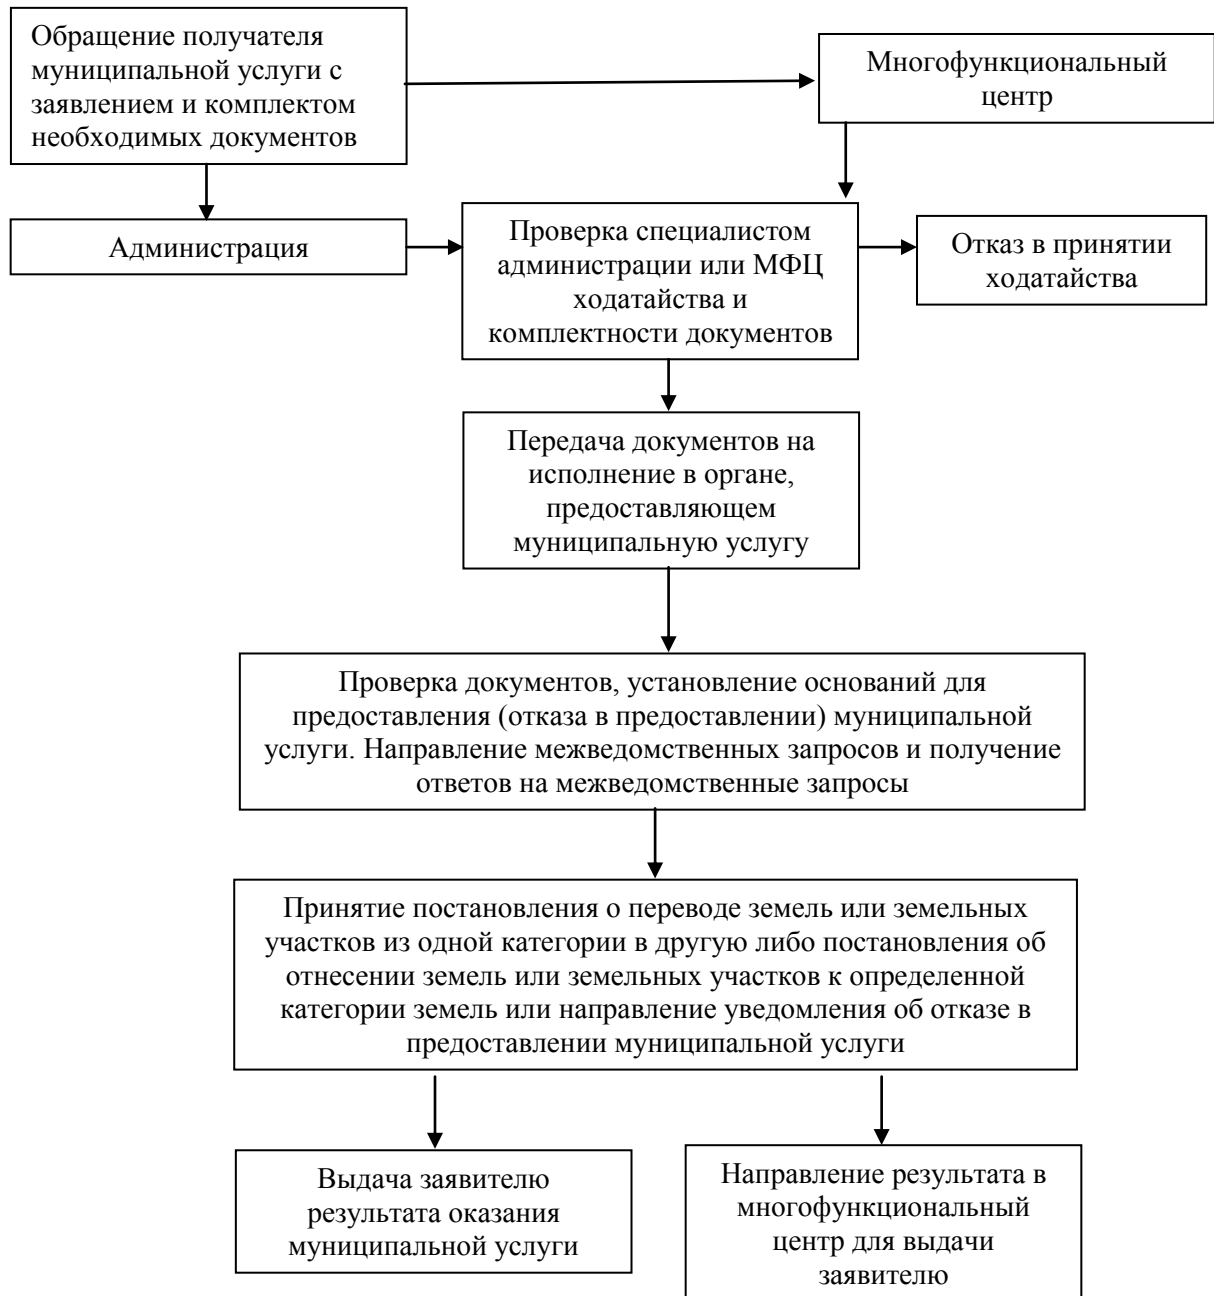 Обращение получателя
муниципальной услуги с
заявлением и комплектом
необходимых документов
Многофункциональный
центр
Администрация
Проверка специалистом
администрации или МФЦ
ходатайства и
комплектности документов
Отказ в принятии
ходатайства
Передача документов на
исполнение в органе,
предоставляющем
муниципальную услугу
Проверка документов, установление оснований для
предоставления (отказа в предоставлении) муниципальной
услуги. Направление межведомственных запросов и получение
ответов на межведомственные запросы
Принятие постановления о переводе земель или земельных
участков из одной категории в другую либо постановления об
отнесении земель или земельных участков к определенной
категории земель или направление уведомления об отказе в
предоставлении муниципальной услуги
Выдача заявителю
результата оказания
муниципальной услуги
Направление результата в
многофункциональный
центр для выдачи
заявителю